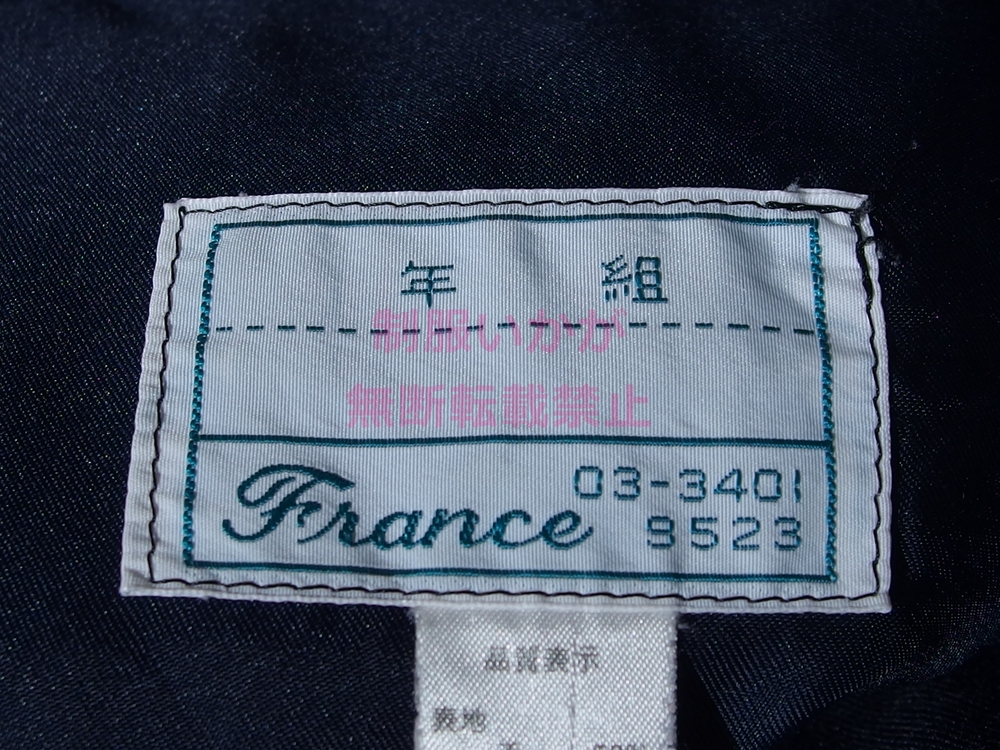 年 組
制服いかが
無断転載禁止
France 03-3401
9523
品質表示
表地